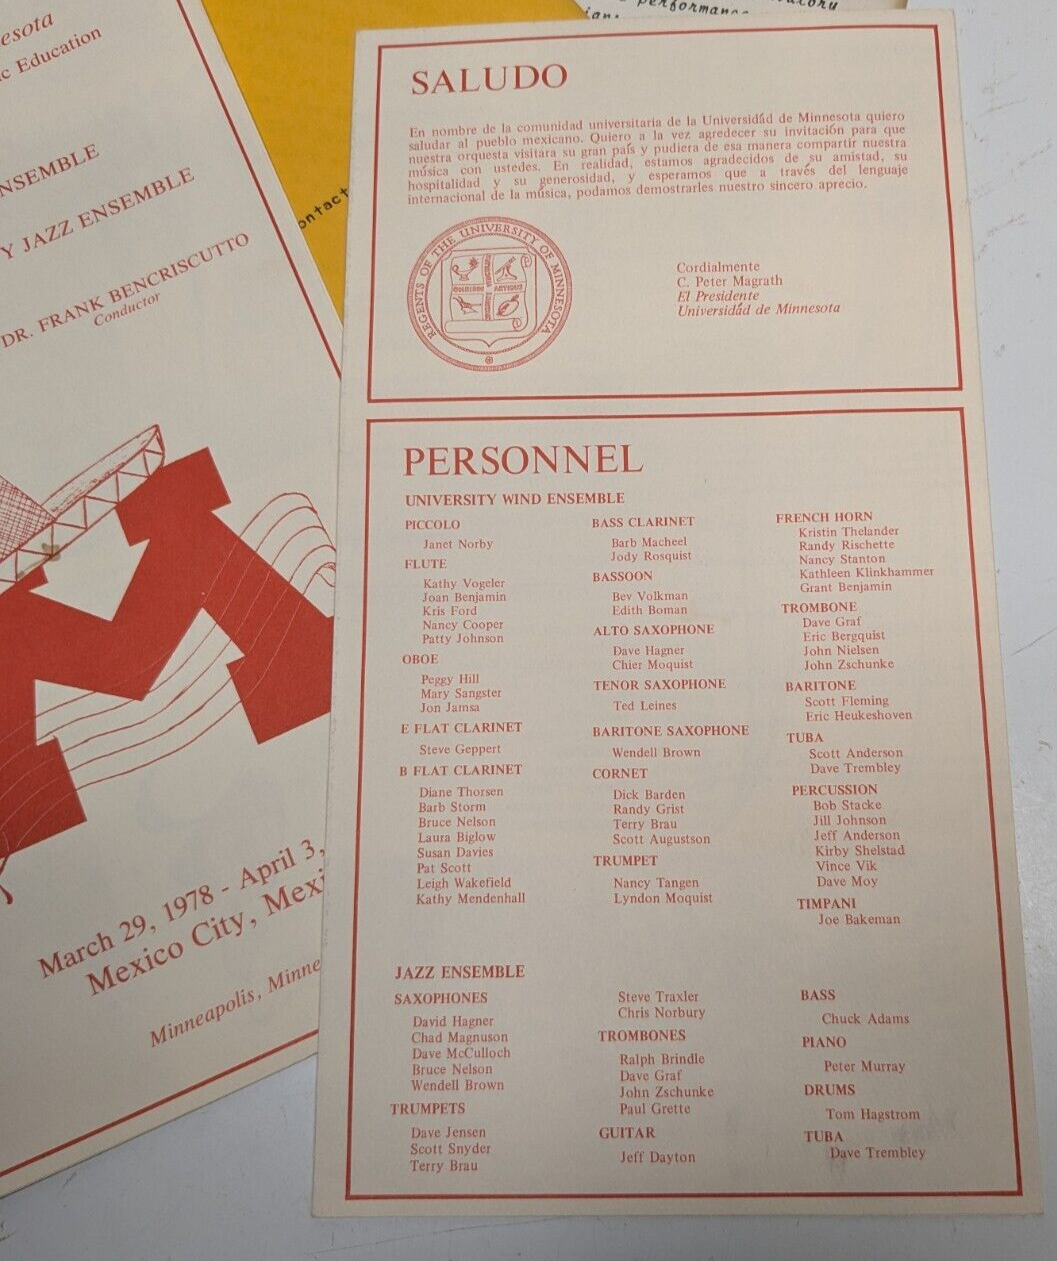 esota
c Education
NSEMBLE
Y JAZZ ENSEMBLE
DR. FRANK BENCRISCUTTO
Conductor
March 29, 1978 - April 3,
Mexico City, Mexi
Minneapolis, Minne
ontact
performanc
SALUDO
En nombre de la comunidad universitaria de la Universidád de Minnesota quiero
saludar al pueblo mexicano. Quiero a la vez agredecer su invitación para que
nuestra orquesta visitara su gran país y pudiera de esa manera compartir nuestra
música con ustedes. En realidad, estamos agradecidos de su amistad, su
hospitalidad y su generosidad, y esperamos que a través del lenguaje
internacional de la música, podamos demostrarles nuestro sincero aprecio.
REGENTS OF THE UNIVERSITY OF MINNESOTA
Cordialmente
C. Peter Magrath
El Presidente
Universidád de Minnesota
PERSONNEL
UNIVERSITY WIND ENSEMBLE
PICCOLO
Janet Norby
FLUTE
Kathy Vogeler
Joan Benjamin
Kris Ford
Nancy Cooper
Patty Johnson
OBOE
Peggy Hill
Mary Sangster
Jon Jamsa
E FLAT CLARINET
Steve Geppert
B FLAT CLARINET
Diane Thorsen
Barb Storm
Bruce Nelson
Laura Biglow
Susan Davies
Pat Scott
Leigh Wakefield
Kathy Mendenhall
BASS CLARINET
Barb Macheel
Jody Rosquist
BASSOON
Bev Volkman
Edith Boman
ALTO SAXOPHONE
Dave Hagner
Chier Moquist
TENOR SAXOPHONE
Ted Leines
BARITONE SAXOPHONE
Wendell Brown
CORNET
Dick Barden
Randy Grist
Terry Brau
Scott Augustson
TRUMPET
Nancy Tangen
Lyndon Moquist
FRENCH HORN
Kristin Thelander
Randy Rischette
Nancy Stanton
Kathleen Klinkhammer
Grant Benjamin
TROMBONE
Dave Graf
Eric Bergquist
John Nielsen
John Zschunke
BARITONE
Scott Fleming
Eric Heukeshoven
TUBA
Scott Anderson
Dave Trembley
PERCUSSION
Bob Stacke
Jill Johnson
Jeff Anderson
Kirby Shelstad
Vince Vik
Dave Moy
TIMPANI
Joe Bakeman
JAZZ ENSEMBLE
SAXOPHONES
David Hagner
Chad Magnuson
Dave McCulloch
Bruce Nelson
Wendell Brown
TRUMPETS
Dave Jensen
Scott Snyder
Terry Brau
Steve Traxler
Chris Norbury
TROMBONES
Ralph Brindle
Dave Graf
John Zschunke
Paul Grette
GUITAR
Jeff Dayton
BASS
Chuck Adams
PIANO
Peter Murray
DRUMS
Tom Hagstrom
TUBA
Dave Trembley